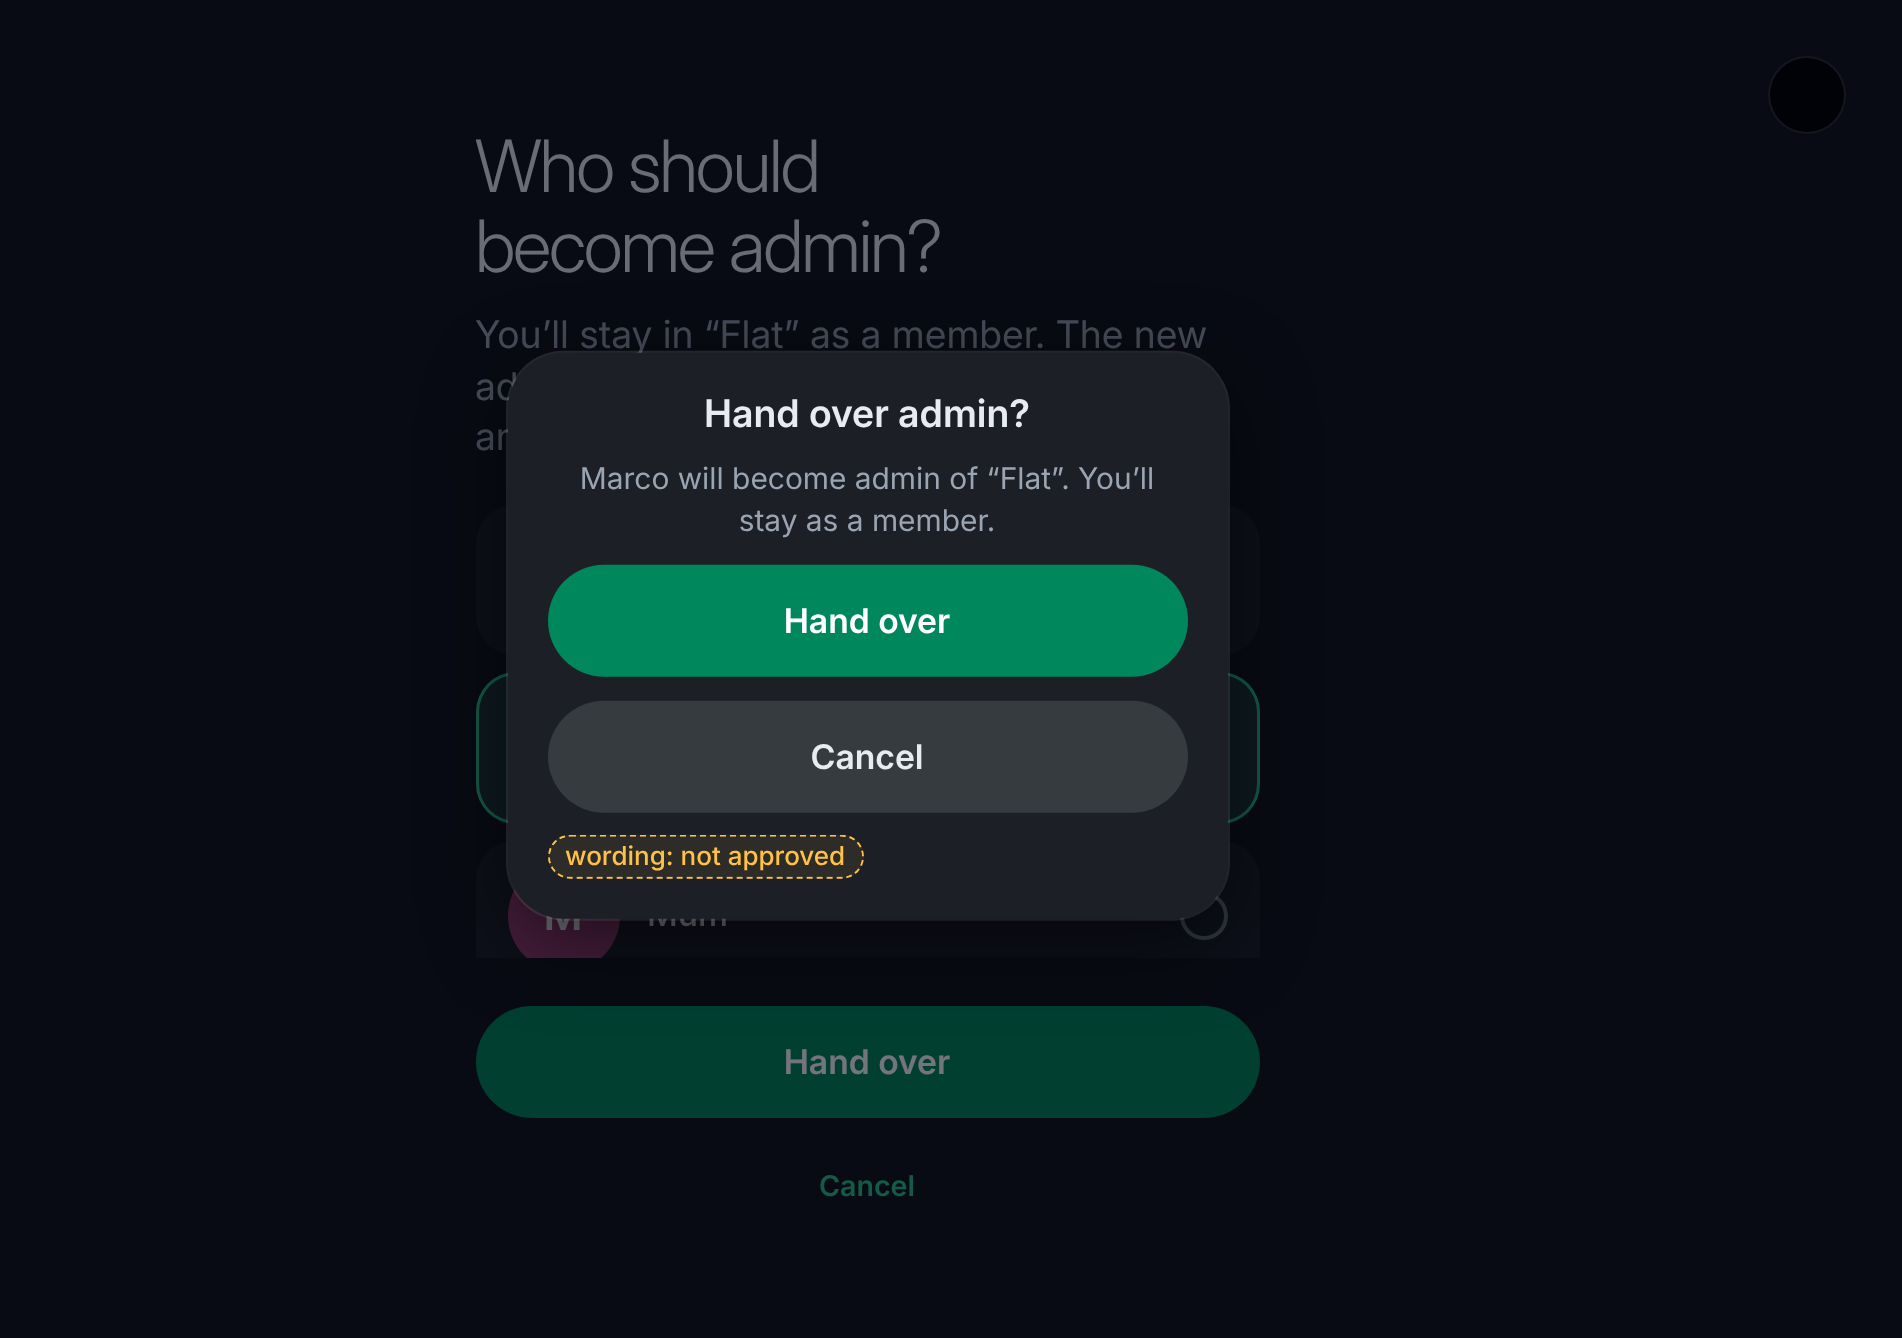 Who should
become admin?
You’ll stay in “Flat” as a member. The new
Hand over admin?
Marco will become admin of “Flat”. You’ll
stay as a member.
Hand over
Cancel
wording: not approved
M
Mum
Hand over
Cancel